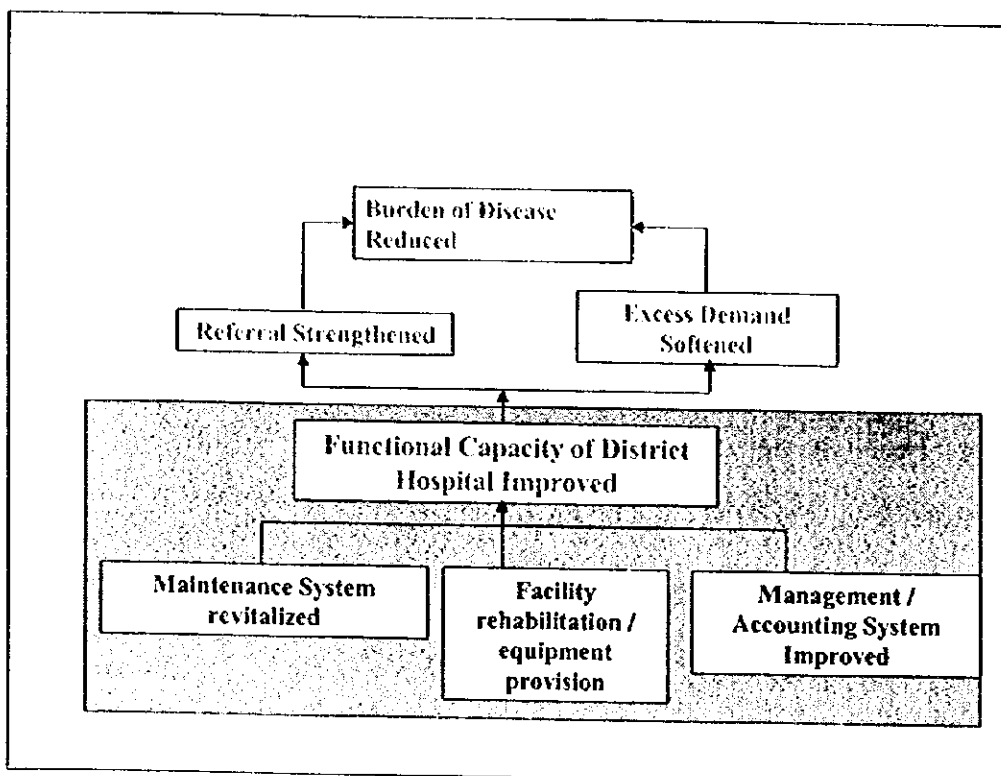 Burden of Disease
Reduced
Referral Strengthened
Excess Demand
Softened
Functional Capacity of District
Hospital Improved
Maintenance System
revitalized
Facility
rehabilitation /
equipment
provision
Management /
Accounting System
Improved